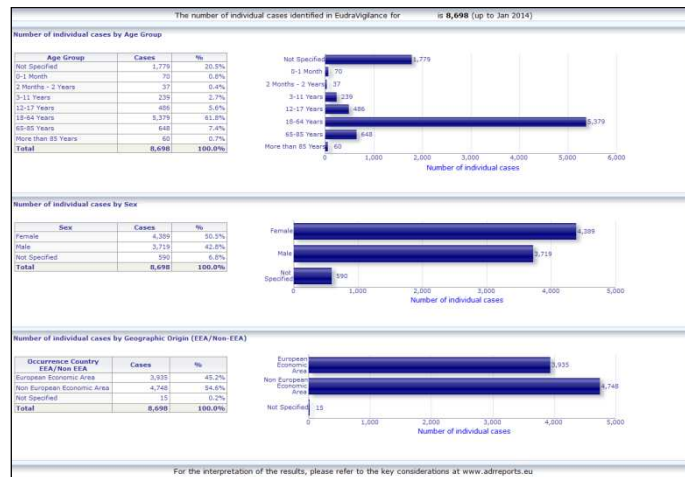 The number of individual cases identified in EudraVigilance for is 8,698 (up to Jan 2014)
Number of individual cases by Age Group
Age Group Cases %
Not Specified 1,779 20.5%
0-1 Month 70 0.8%
2 Months - 2 Years 37 0.4%
3-11 Years 239 2.7%
12-17 Years 486 5.6%
18-64 Years 5,379 61.8%
65-85 Years 648 7.4%
More than 85 Years 60 0.7%
Total 8,698 100.0%
Not Specified 1,779
0-1 Month 70
2 Months - 2 Years 37
3-11 Years 239
12-17 Years 486
18-64 Years 5,379
65-85 Years 648
More than 85 Years 60
0 1,000 2,000 3,000 4,000 5,000 6,000
Number of individual cases
Number of individual cases by Sex
Sex Cases %
Female 4,389 50.5%
Male 3,719 42.8%
Not Specified 590 6.8%
Total 8,698 100.0%
Female 4,389
Male 3,719
Not
Specified 590
0 1,000 2,000 3,000 4,000 5,000
Number of individual cases
Number of individual cases by Geographic Origin (EEA/Non-EEA)
Occurrence Country
EEA/Non EEA Cases %
European Economic Area 3,935 45.2%
Non European Economic Area 4,748 54.6%
Not Specified 15 0.2%
Total 8,698 100.0%
European
Economic
Area 3,935
Non European
Economic
Area 4,748
Not Specified 15
0 1,000 2,000 3,000 4,000 5,000
Number of individual cases
For the interpretation of the results, please refer to the key considerations at www.adrreports.eu